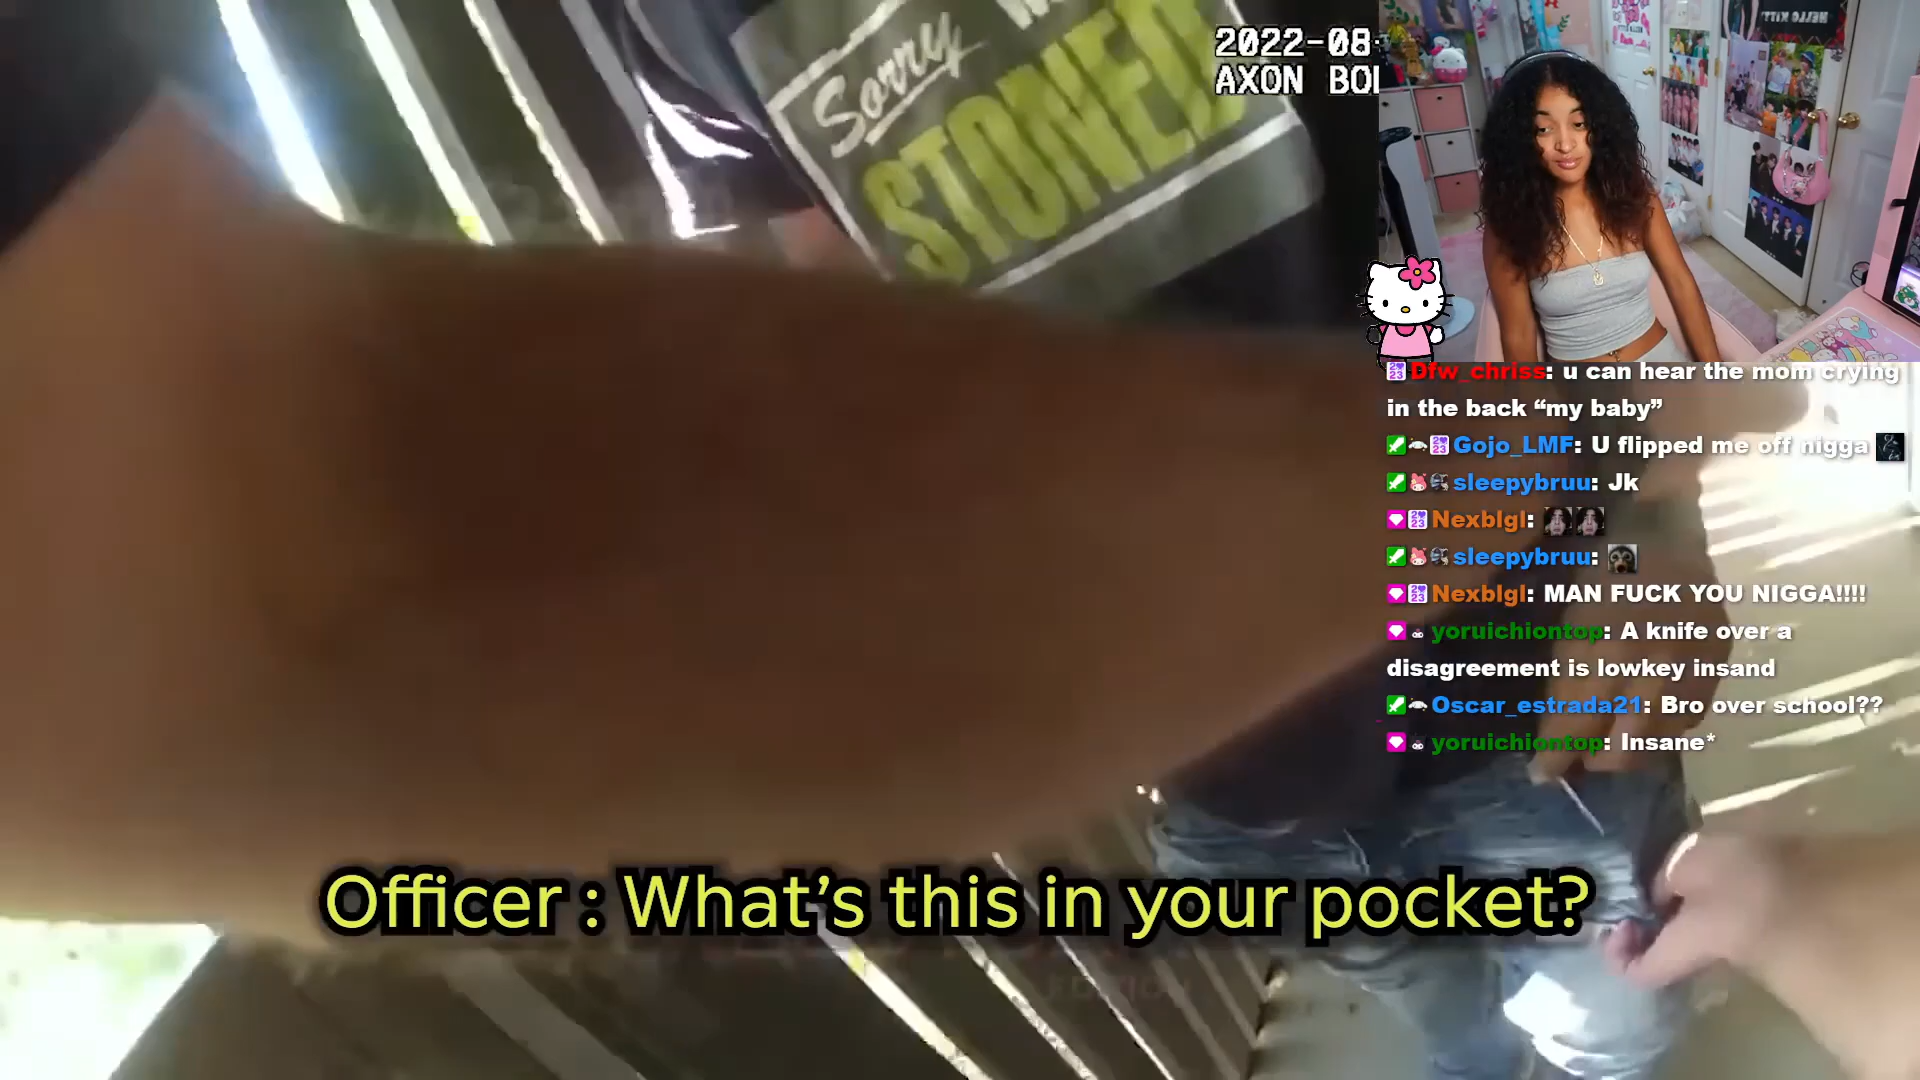 Sorry
STONED
2022-08-
AXON BO
HELLO KITTY
Dfw_chriss: u can hear the mom crying
in the back “my baby”
Gojo_LMF: U flipped me off nigga
sleepybruu: Jk
Nexblgl:
sleepybruu:
Nexblgl: MAN FUCK YOU NIGGA!!!!
yoruichiontop: A knife over a
disagreement is lowkey insand
Oscar_estrada21: Bro over school??
yoruichiontop: Insane*
Officer : What’s this in your pocket?